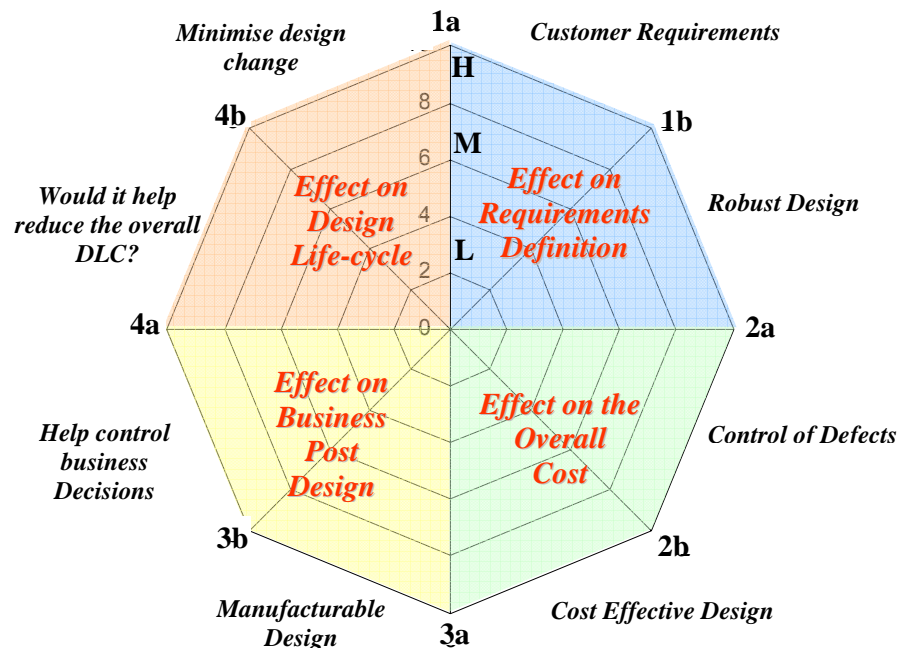 1a
Minimise design
change
Customer Requirements
H
4b
8
1b
M
6
Effect on
Design
Life-cycle
Effect on
Requirements
Definition
Would it help
reduce the overall
DLC?
Robust Design
4
L
2
4a
0
2a
Effect on
Business
Post
Design
Effect on the
Overall
Cost
Help control
business
Decisions
Control of Defects
3b
2b
Manufacturable
Design
3a
Cost Effective Design